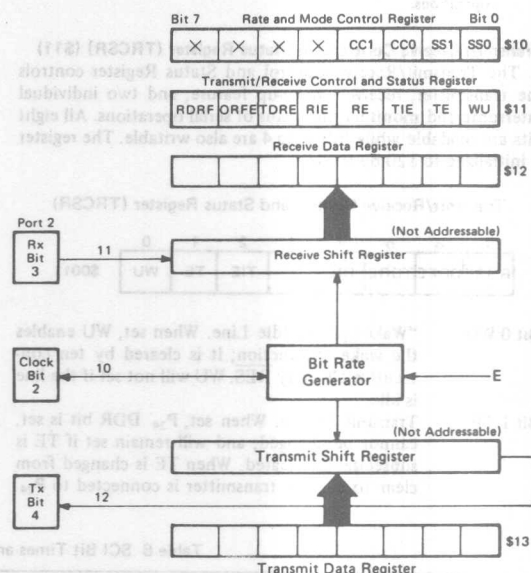 Bit 7 Rate and Mode Control Register Bit 0
X X X X CC1 CC0 SS1 SS0 $10
Transmit/Receive Control and Status Register
RDRF ORFE TDRE RIE RE TIE TE WU $11
Receive Data Register
$12
Port 2
(Not Addressable)
Rx
Bit
3
11
Receive Shift Register
Clock
Bit
2
10
Bit Rate
Generator
E
(Not Addressable)
Transmit Shift Register
Tx
Bit
4
12
$13
Transmit Data Register